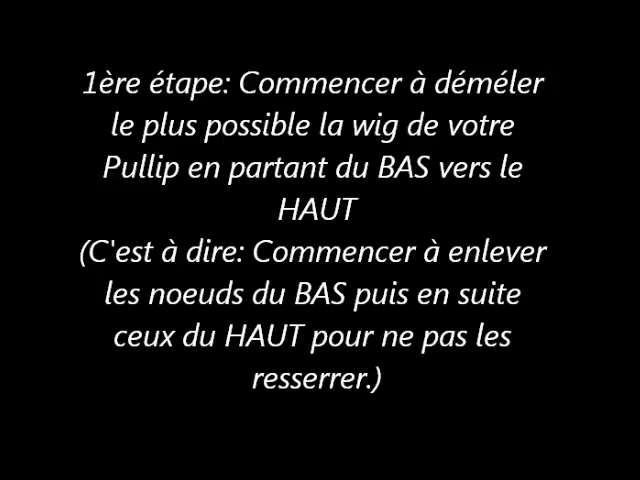 1ère étape: Commencer à déméler
le plus possible la wig de votre
Pullip en partant du BAS vers le
HAUT
(C'est à dire: Commencer à enlever
les noeuds du BAS puis en suite
ceux du HAUT pour ne pas les
resserrer.)